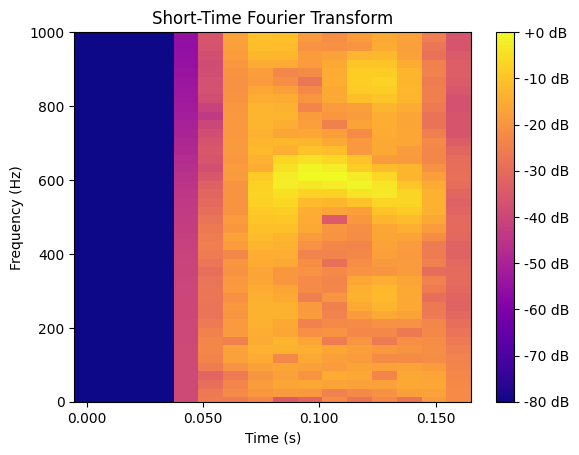 Short-Time Fourier Transform
1000
800
600
400
200
0
Frequency (Hz)
0.000
0.050
0.100
0.150
Time (s)
+0 dB
-10 dB
-20 dB
-30 dB
-40 dB
-50 dB
-60 dB
-70 dB
-80 dB